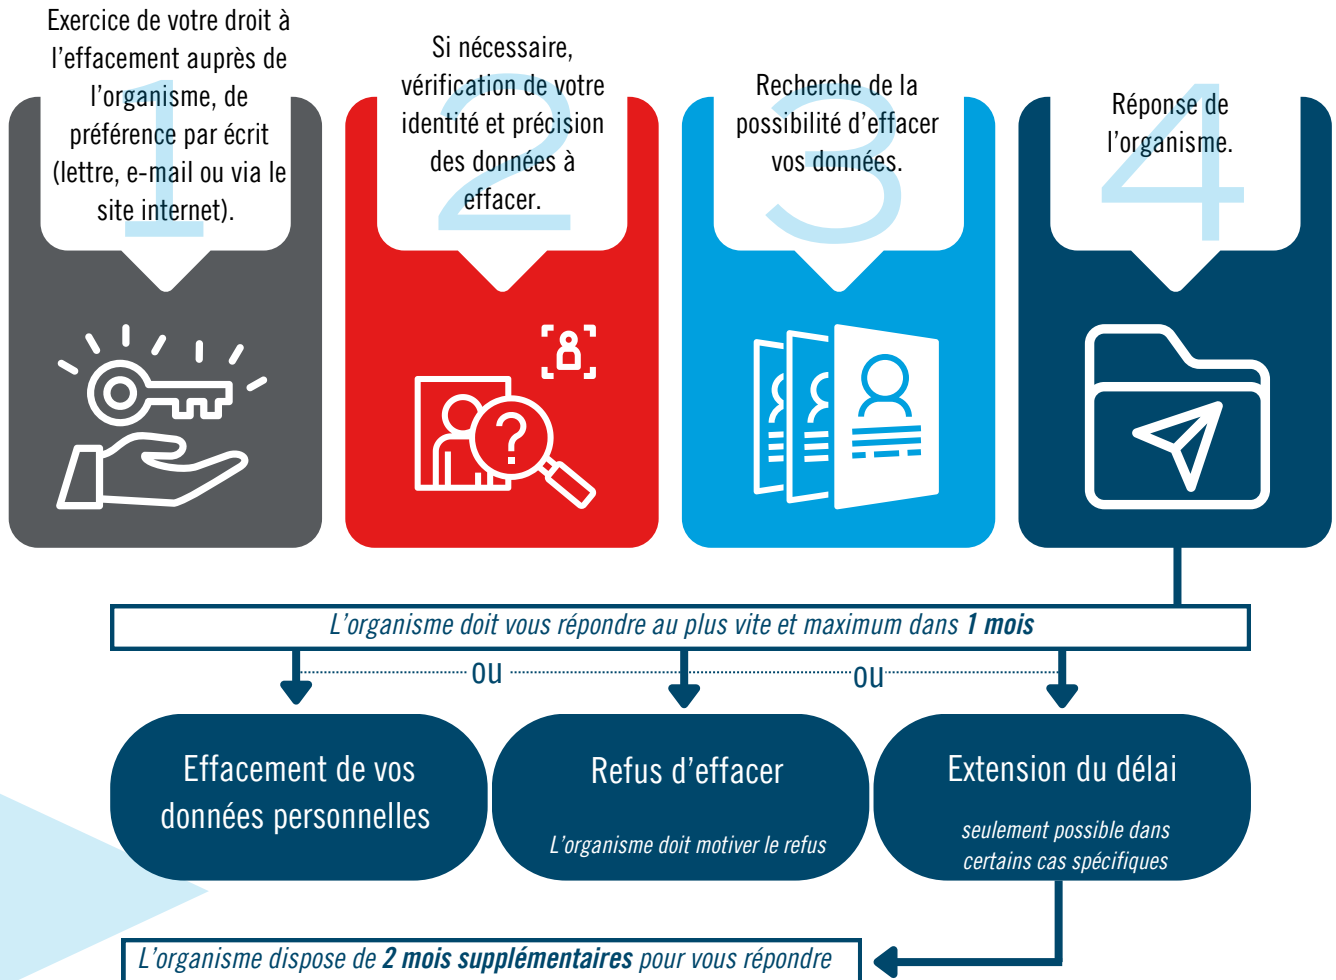 1
Exercice de votre droit à
l'effacement auprès de
l'organisme, de
préférence par écrit
(lettre, e-mail ou via le
site internet).
2
Si nécessaire,
vérification de votre
identité et précision
des données à
effacer.
3
Recherche de la
possibilité d'effacer
vos données.
4
Réponse de
l'organisme.
?
L'organisme doit vous répondre au plus vite et maximum dans 1 mois
ou
ou
Effacement de vos
données personnelles
Refus d'effacer
L'organisme doit motiver le refus
Extension du délai
seulement possible dans
certains cas spécifiques
L'organisme dispose de 2 mois supplémentaires pour vous répondre